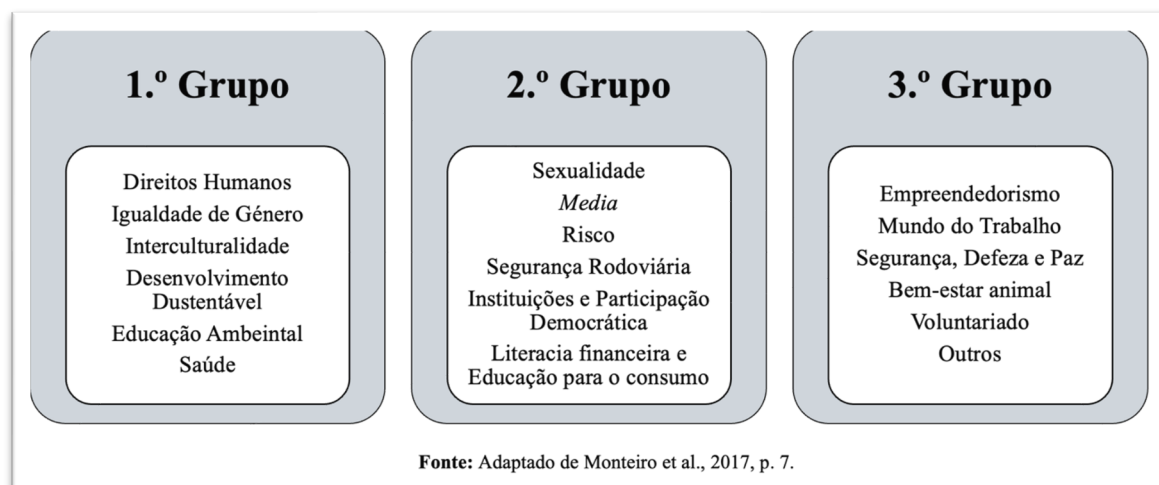 1.º Grupo
Direitos Humanos
Igualdade de Género
Interculturalidade
Desenvolvimento
Dustentável
Educação Ambeintal
Saúde
2.º Grupo
Sexualidade
Media
Risco
Segurança Rodoviária
Instituições e Participação
Democrática
Literacia financeira e
Educação para o consumo
3.º Grupo
Empreendedorismo
Mundo do Trabalho
Segurança, Defeza e Paz
Bem-estar animal
Voluntariado
Outros
Fonte: Adaptado de Monteiro et al., 2017, p. 7.